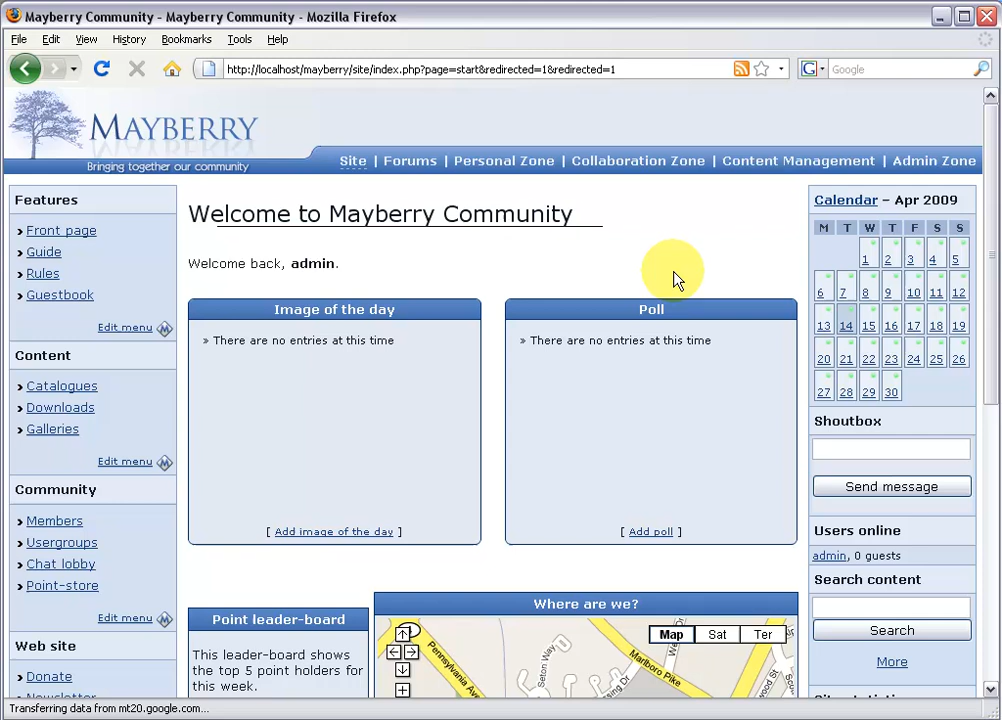 Mayberry Community - Mayberry Community - Mozilla Firefox
File Edit View History Bookmarks Tools Help
http://localhost/mayberry/site/index.php?page=start&redirected=1&redirected=1
G Google
MAYBERRY
Bringing together our community
Site | Forums | Personal Zone | Collaboration Zone | Content Management | Admin Zone
Features
Front page
Guide
Rules
Guestbook
Edit menu
Content
Catalogues
Downloads
Galleries
Edit menu
Community
Members
Usergroups
Chat lobby
Point-store
Edit menu
Web site
Donate
Newsletter
Welcome to Mayberry Community
Welcome back, admin.
Image of the day
» There are no entries at this time
[ Add image of the day ]
Poll
» There are no entries at this time
[ Add poll ]
Point leader-board
This leader-board shows
the top 5 point holders for
this week.
Where are we?
Map Sat Ter
Pennsylvania Ave
Seton Way
Marlboro Pike
Calendar – Apr 2009
M T W T F S S
1 2 3 4 5
6 7 8 9 10 11 12
13 14 15 16 17 18 19
20 21 22 23 24 25 26
27 28 29 30
Shoutbox
Send message
Users online
admin, 0 guests
Search content
Search
More
Transferring data from mt20.google.com...